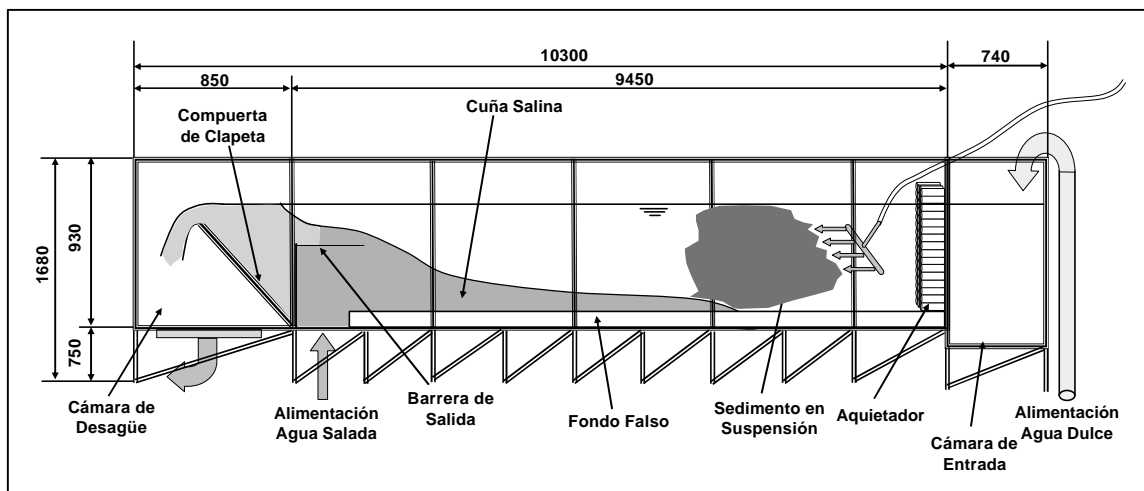 10300
740
850
9450
Cuña Salina
Compuerta
de Clapeta
1680
930
750
Cámara de
Desagüe
Alimentación
Agua Salada
Barrera de
Salida
Fondo Falso
Sedimento en
Suspensión
Aquietador
Cámara de
Entrada
Alimentación
Agua Dulce